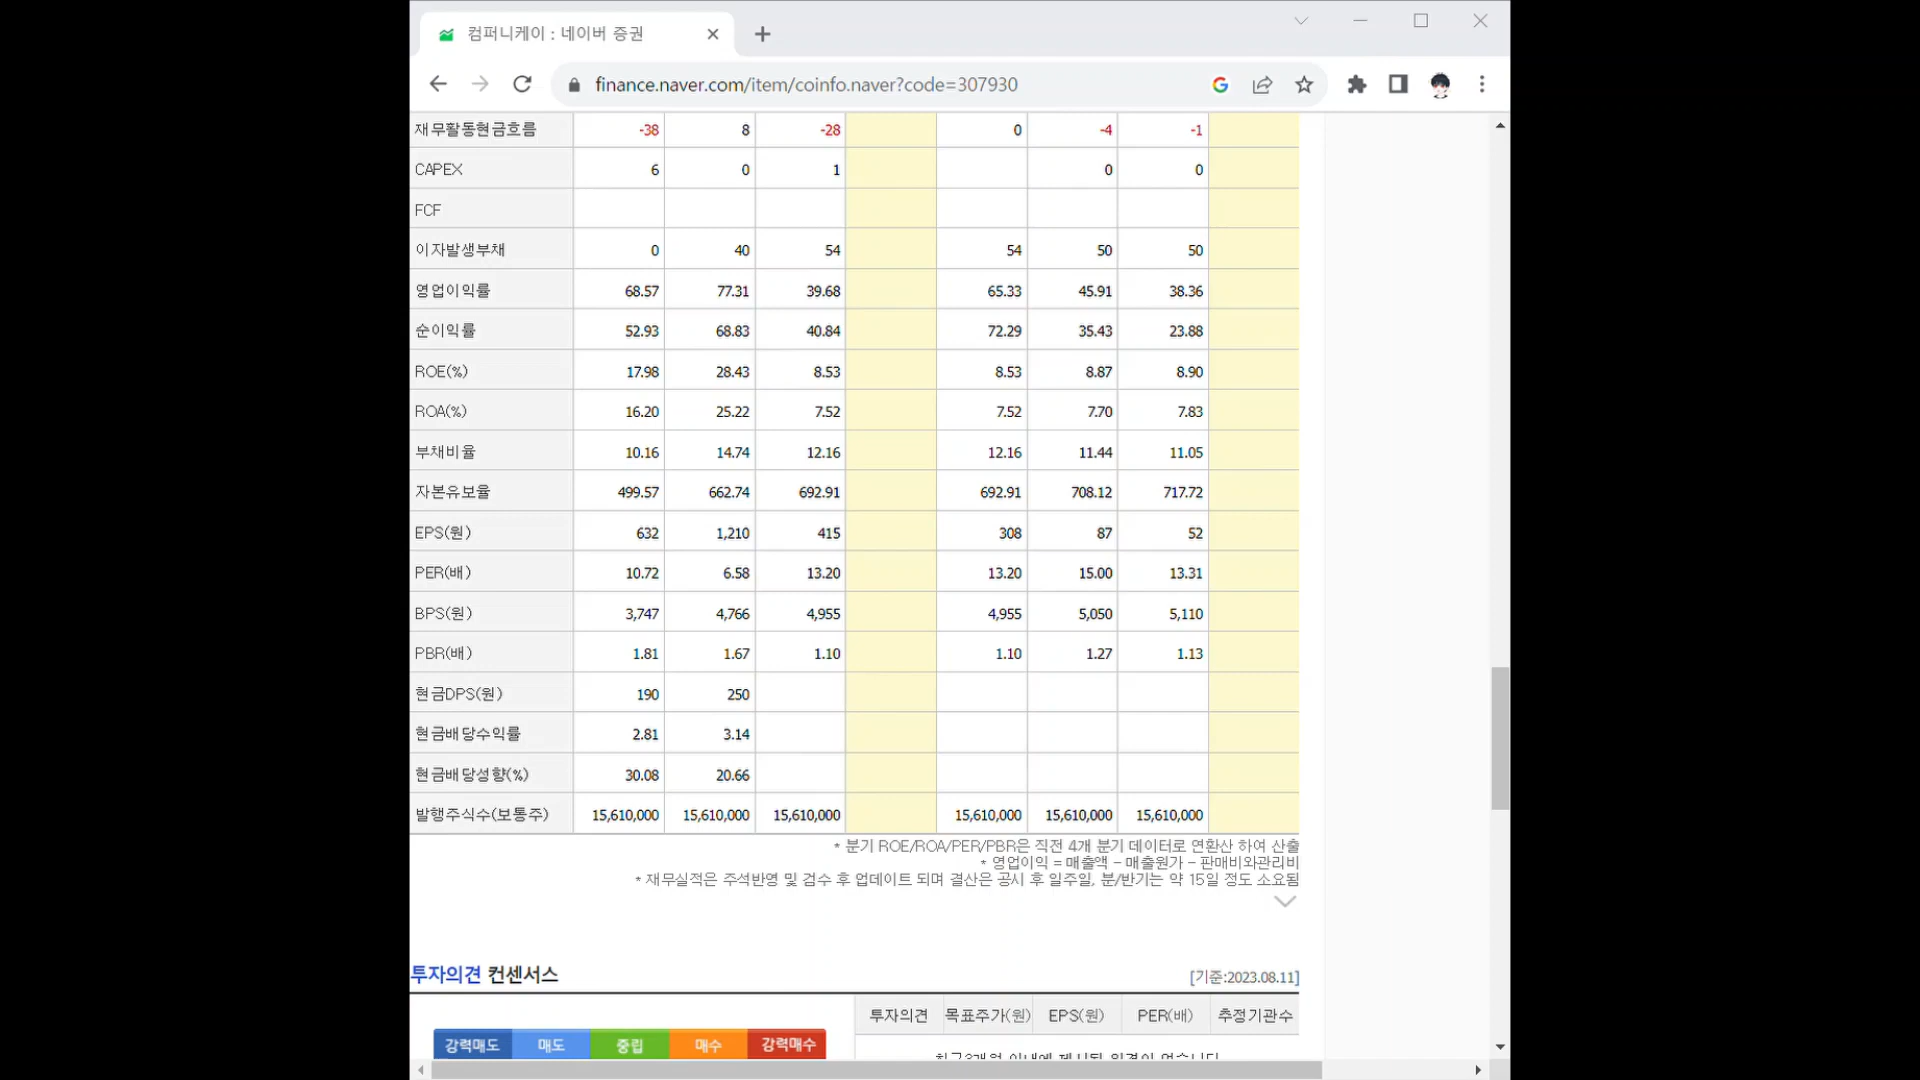 컴퍼니케이 : 네이버 증권
finance.naver.com/item/coinfo.naver?code=307930
재무활동현금흐름 -38 8 -28 0 -4 -1
CAPEX 6 0 1 0 0
FCF
이자발생부채 0 40 54 54 50 50
영업이익률 68.57 77.31 39.68 65.33 45.91 38.36
순이익률 52.93 68.83 40.84 72.29 35.43 23.88
ROE(%) 17.98 28.43 8.53 8.53 8.87 8.90
ROA(%) 16.20 25.22 7.52 7.52 7.70 7.83
부채비율 10.16 14.74 12.16 12.16 11.44 11.05
자본유보율 499.57 662.74 692.91 692.91 708.12 717.72
EPS(원) 632 1,210 415 308 87 52
PER(배) 10.72 6.58 13.20 13.20 15.00 13.31
BPS(원) 3,747 4,766 4,955 4,955 5,050 5,110
PBR(배) 1.81 1.67 1.10 1.10 1.27 1.13
현금DPS(원) 190 250
현금배당수익률 2.81 3.14
현금배당성향(%) 30.08 20.66
발행주식수(보통주) 15,610,000 15,610,000 15,610,000 15,610,000 15,610,000 15,610,000
* 분기 ROE/ROA/PER/PBR은 직전 4개 분기 데이터로 연환산 하여 산출
* 영업이익 = 매출액 - 매출원가 - 판매비와관리비
* 재무실적은 주석반영 및 검수 후 업데이트 되며 결산은 공시 후 일주일, 분/반기는 약 15일 정도 소요됨
투자의견 컨센서스 [기준:2023.08.11]
투자의견 목표주가(원) EPS(원) PER(배) 추정기관수
강력매도 매도 중립 매수 강력매수
최근3개월 이내에 제시된 의견이 없습니다